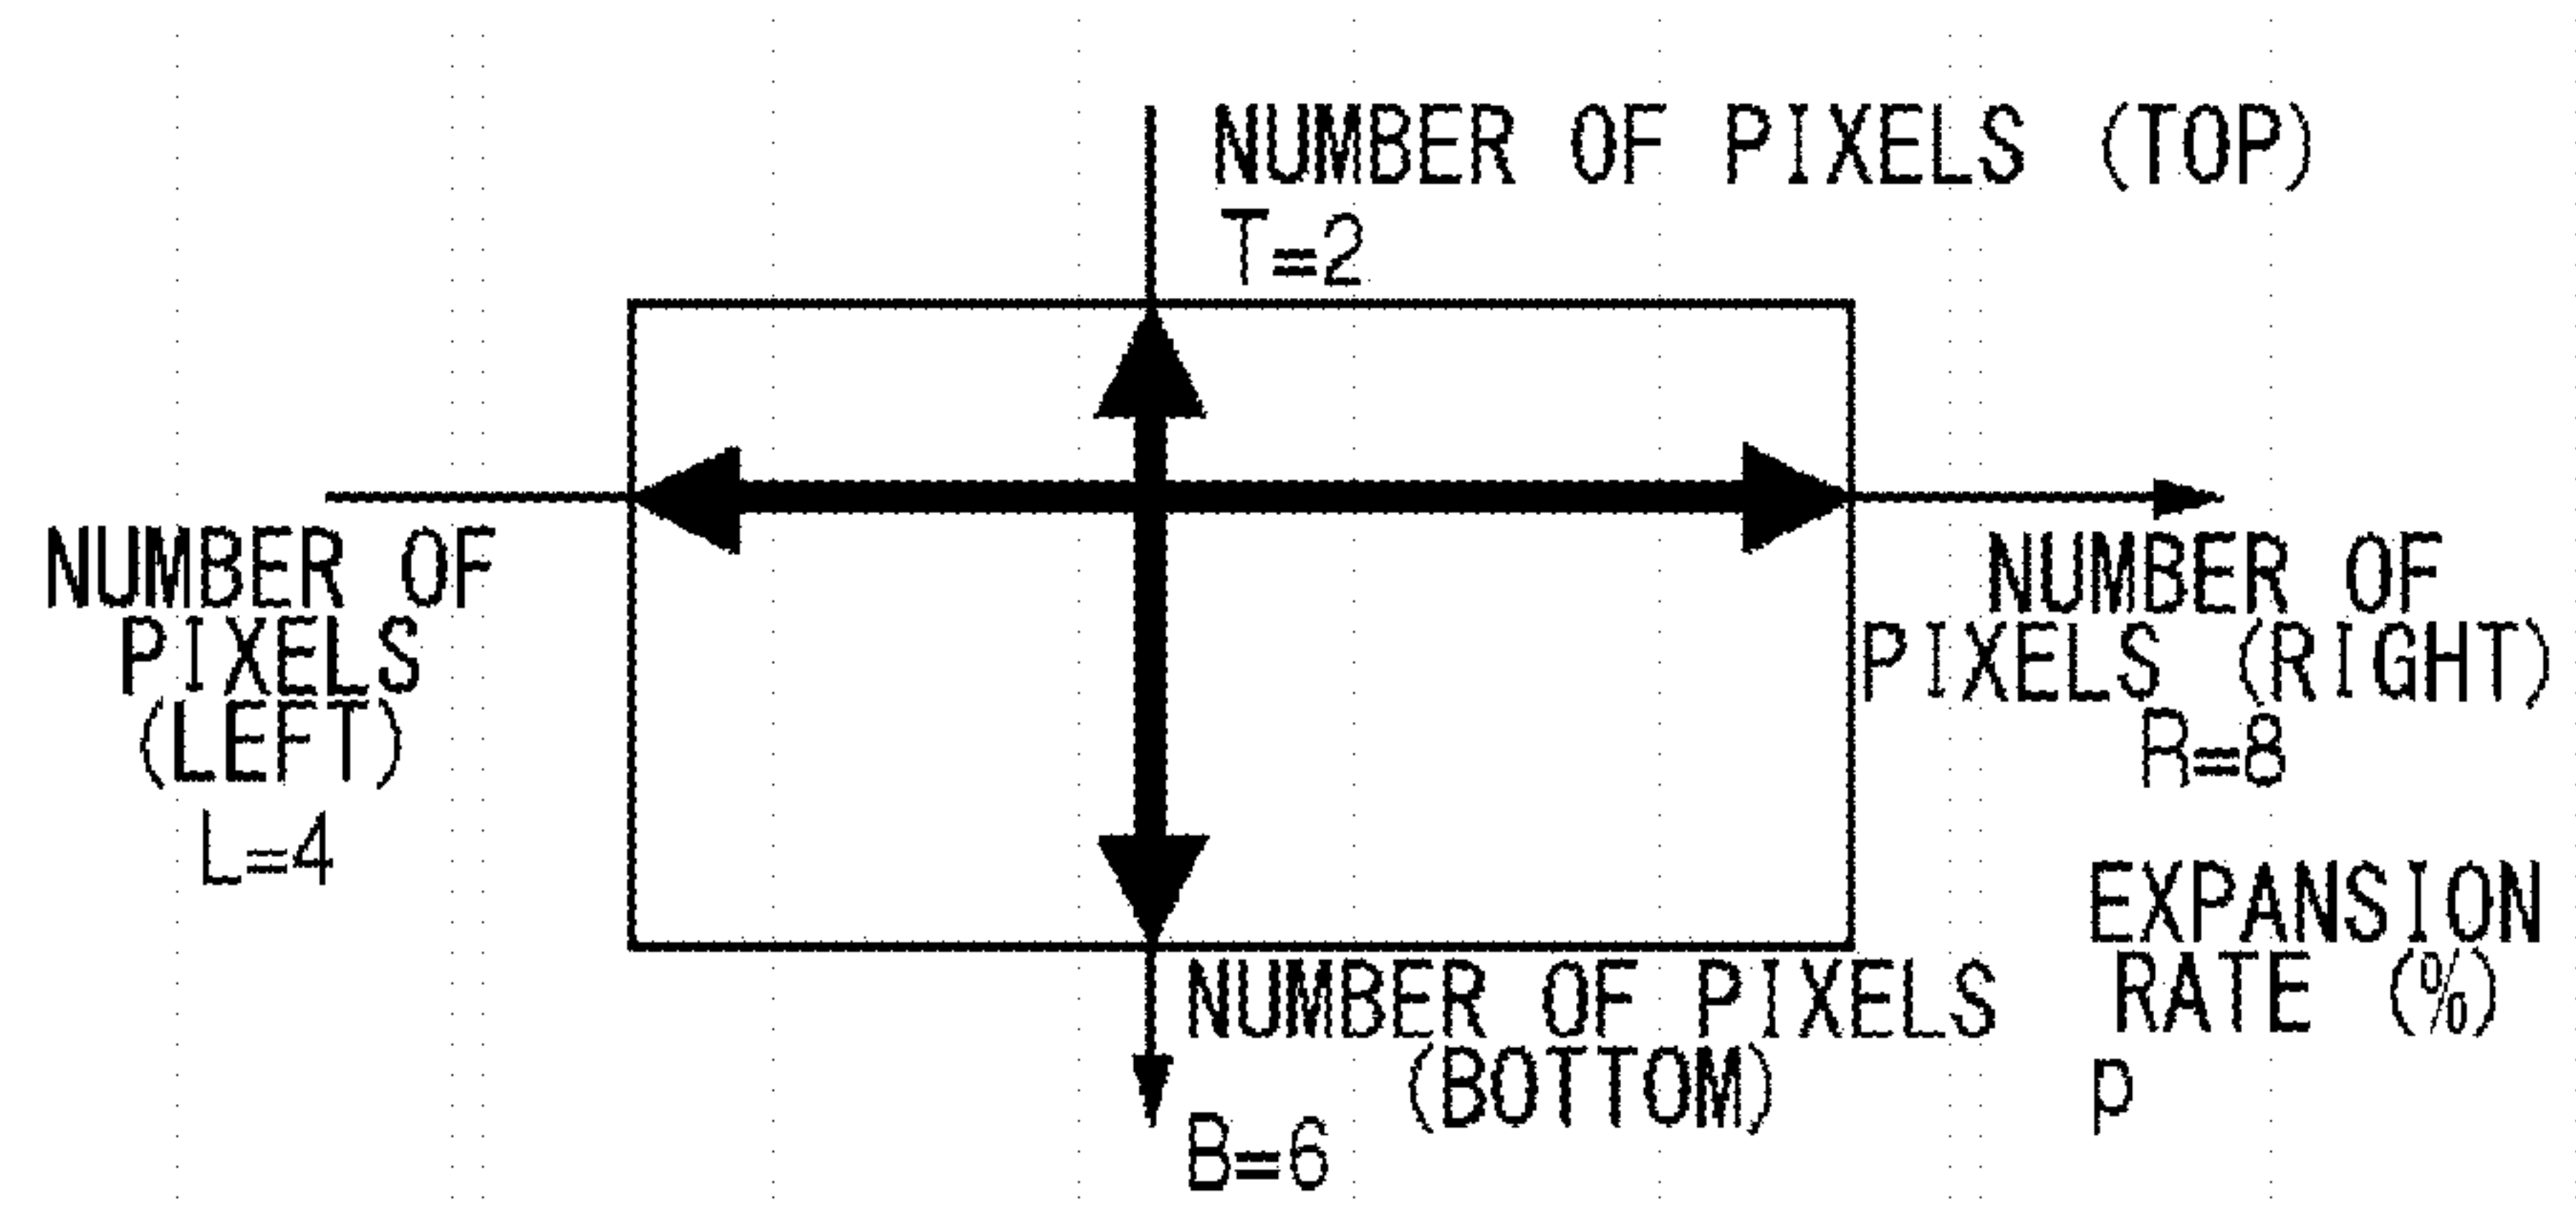 NUMBER OF PIXELS (TOP)
T=2
NUMBER OF
PIXELS
(LEFT)
L=4
NUMBER OF
PIXELS (RIGHT)
R=8
EXPANSION
RATE (%)
p
NUMBER OF PIXELS
(BOTTOM)
B=6